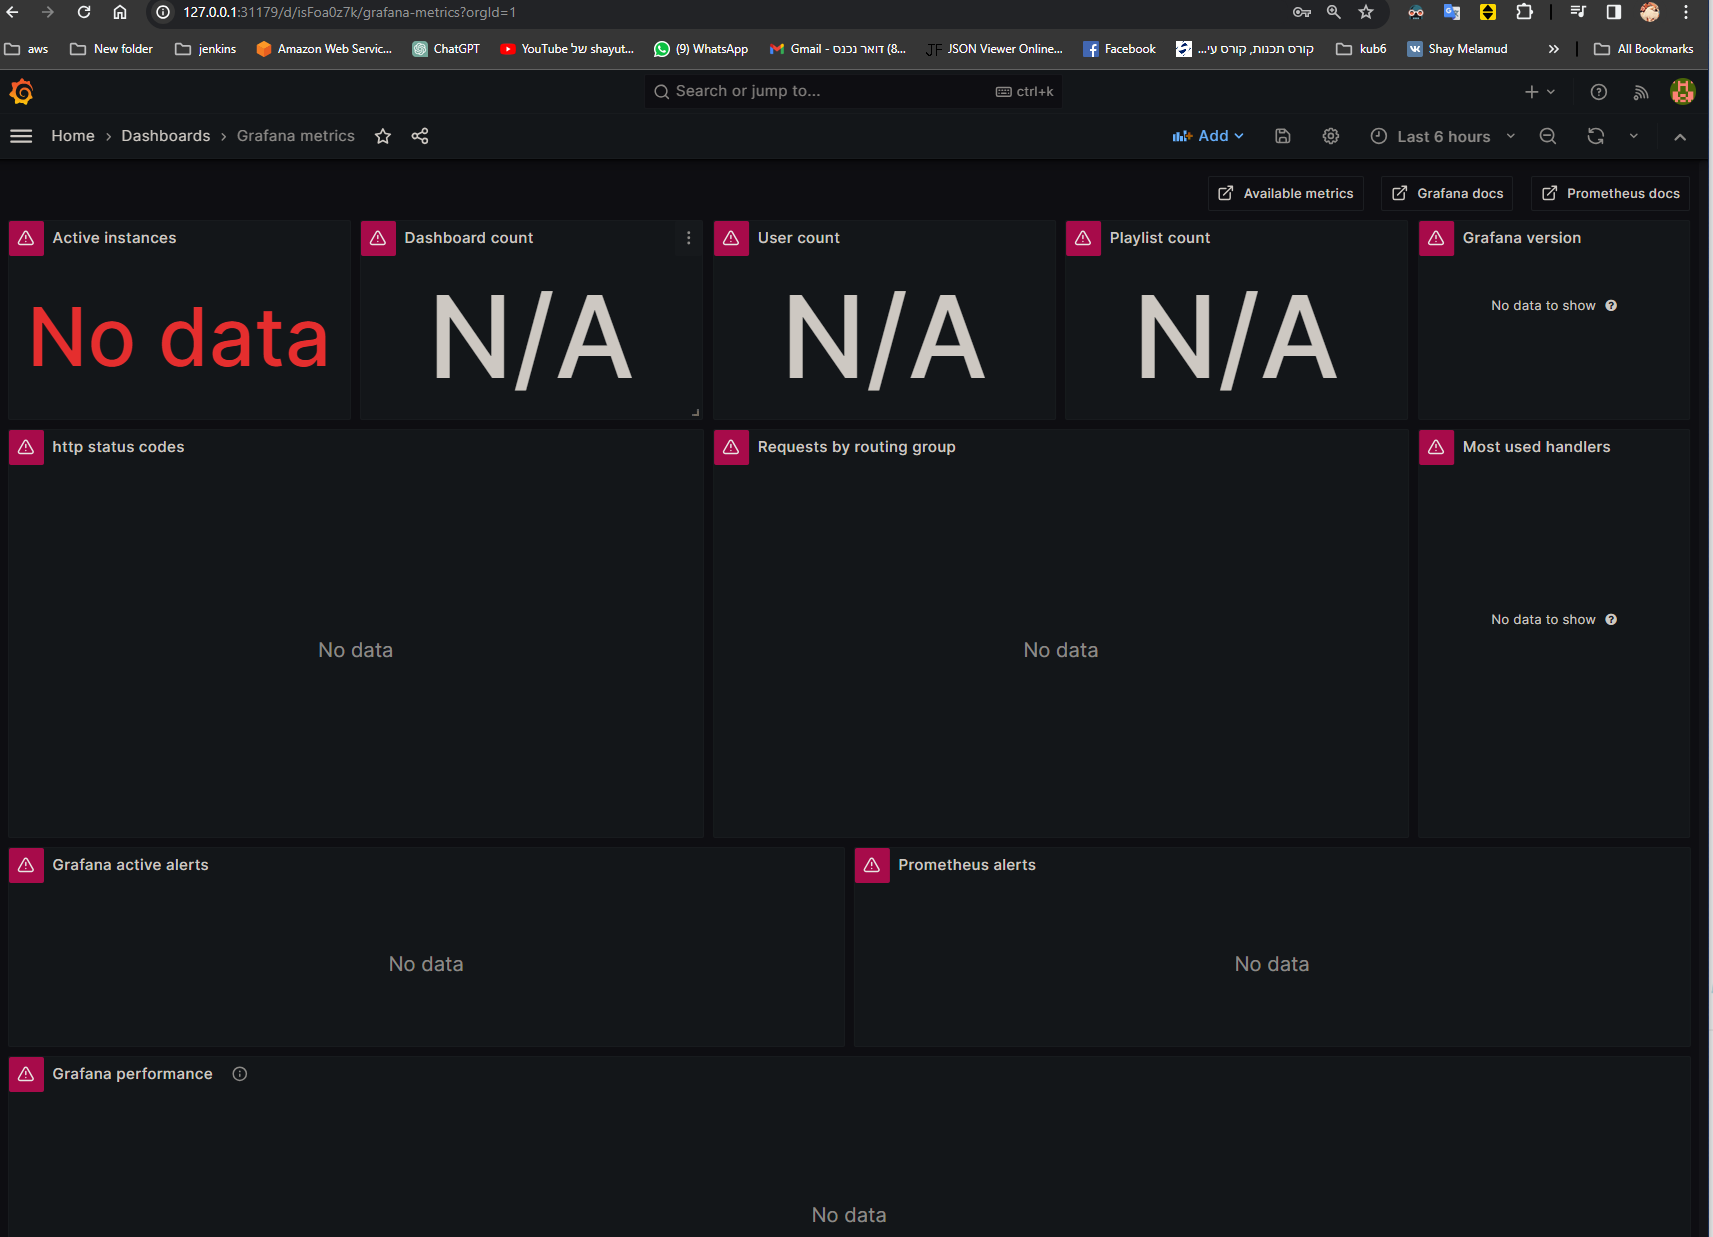 127.0.0.1:31179/d/isFoa0z7k/grafana-metrics?orgId=1
aws
New folder
jenkins
Amazon Web Servic...
ChatGPT
YouTube של shayut...
(9) WhatsApp
Gmail - דואר נכנס (8...
JF JSON Viewer Online...
Facebook
קורס תכנות, קורס עי...
kub6
Shay Melamud
»
All Bookmarks
Search or jump to...
ctrl+k
Home › Dashboards › Grafana metrics
Add
Last 6 hours
Available metrics
Grafana docs
Prometheus docs
Active instances
No data
Dashboard count
N/A
User count
N/A
Playlist count
N/A
Grafana version
No data to show
http status codes
No data
Requests by routing group
No data
Most used handlers
No data to show
Grafana active alerts
No data
Prometheus alerts
No data
Grafana performance
No data